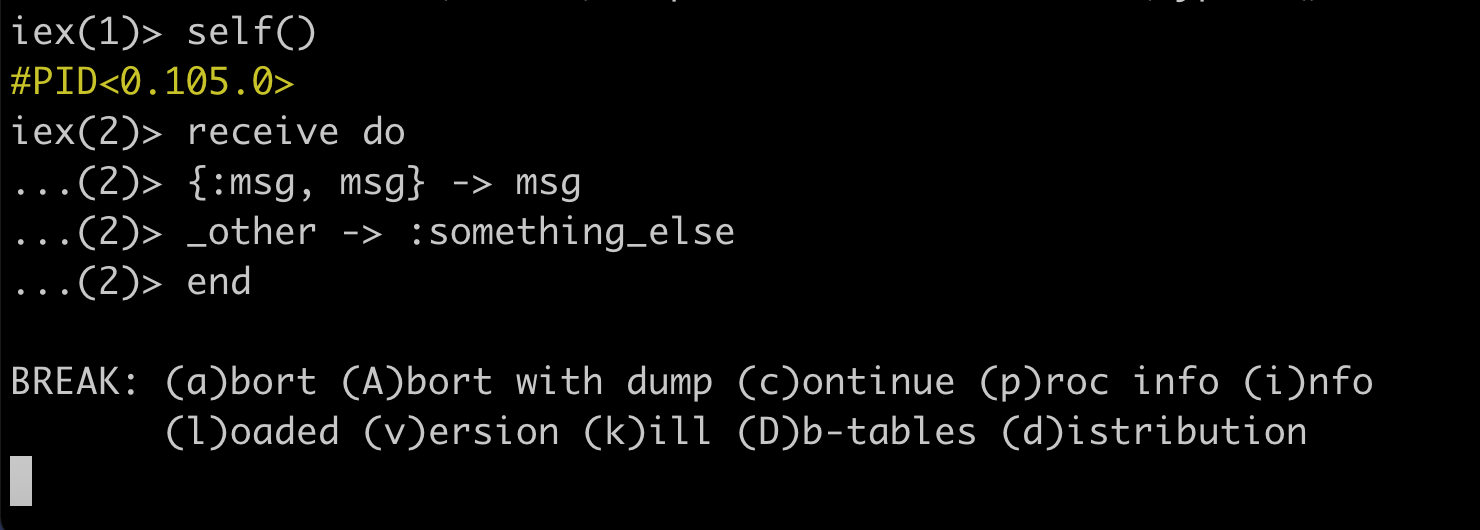 iex(1)> self()
#PID<0.105.0>
iex(2)> receive do
...(2)> {:msg, msg} -> msg
...(2)> _other -> :something_else
...(2)> end
BREAK: (a)bort (A)bort with dump (c)ontinue (p)roc info (i)nfo
(l)oaded (v)ersion (k)ill (D)b-tables (d)istribution